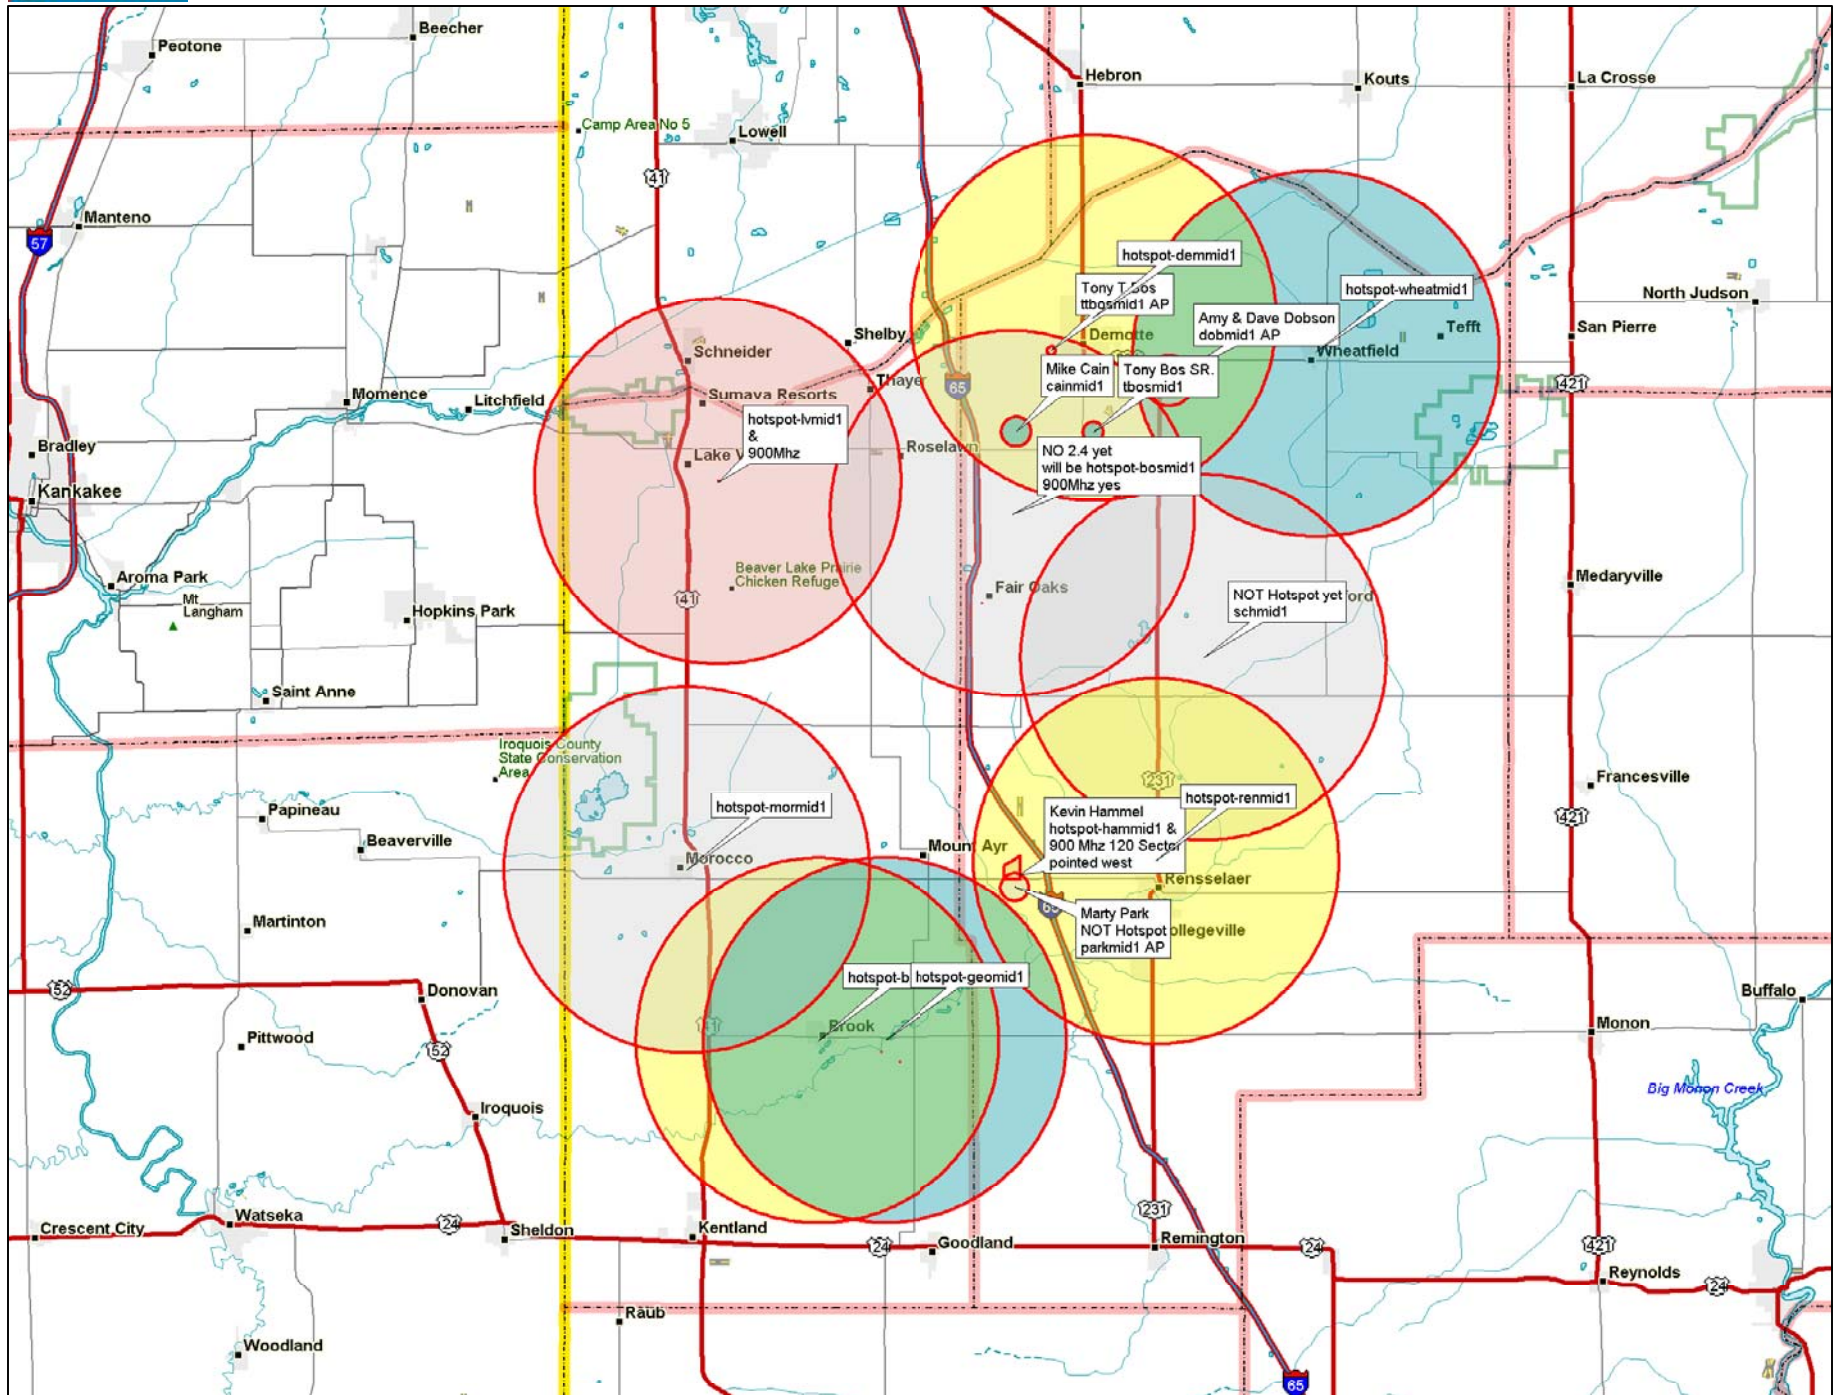 Beecher
Peotone
Hebron
Kouts
La Crosse
Camp Area No 5
Lowell
41
Manteno
57
hotspot-demmid1
Tony T Bos
ttbosmid1 AP
hotspot-wheatmid1
North Judson
Amy & Dave Dobson
dobmid1 AP
Tefft
San Pierre
Shelby
Demotte
Wheatfield
Schneider
Mike Cain
cainmid1
Tony Bos SR.
tbosmid1
65
421
Thayer
Sumava Resorts
Momence
Litchfield
hotspot-lvmid1
&
900Mhz
Bradley
Roselawn
Lake V
NO 2.4 yet
will be hotspot-bosmid1
900Mhz yes
Kankakee
Aroma Park
Beaver Lake Prairie
Chicken Refuge
Medaryville
Fair Oaks
NOT Hotspot yet
schmid1
ford
Mt
Langham
41
Hopkins Park
Saint Anne
Iroquois County
State Conservation
Area
231
Francesville
hotspot-mormid1
hotspot-renmid1
Papineau
Kevin Hammel
hotspot-hammid1 &
900 Mhz 120 Sector
pointed west
421
Beaverville
Mount Ayr
Morocco
Rensselaer
65
Martinton
Marty Park
NOT Hotspot
parkmid1 AP
ollegeville
hotspot-b
hotspot-geomid1
52
Donovan
Buffalo
41
Brook
Monon
Pittwood
52
Big Monon Creek
Iroquois
Watseka
231
Crescent City
24
Sheldon
Kentland
24
Goodland
Remington
24
421
Reynolds
24
Raub
Woodland
65